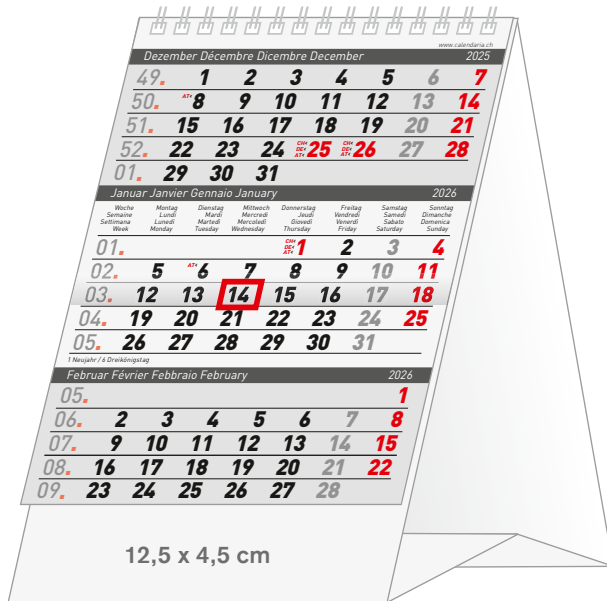 www.calendaria.ch
Dezember Décembre Dicembre December 2025
49. 1 2 3 4 5 6 7
50. AT• 8 9 10 11 12 13 14
51. 15 16 17 18 19 20 21
52. 22 23 24 CH• DE• AT• 25 CH• DE• AT• 26 27 28
01. 29 30 31
Januar Janvier Gennaio January 2026
Woche Montag Dienstag Mittwoch Donnerstag Freitag Samstag Sonntag
Semaine Lundi Mardi Mercredi Jeudi Vendredi Samedi Dimanche
Settimana Lunedì Martedì Mercoledì Giovedì Venerdì Sabato Domenica
Week Monday Tuesday Wednesday Thursday Friday Saturday Sunday
01. CH• DE• AT• 1 2 3 4
02. 5 AT• 6 7 8 9 10 11
03. 12 13 14 15 16 17 18
04. 19 20 21 22 23 24 25
05. 26 27 28 29 30 31
1 Neujahr / 6 Dreikönigstag
Februar Février Febbraio February 2026
05. 1
06. 2 3 4 5 6 7 8
07. 9 10 11 12 13 14 15
08. 16 17 18 19 20 21 22
09. 23 24 25 26 27 28
12,5 x 4,5 cm